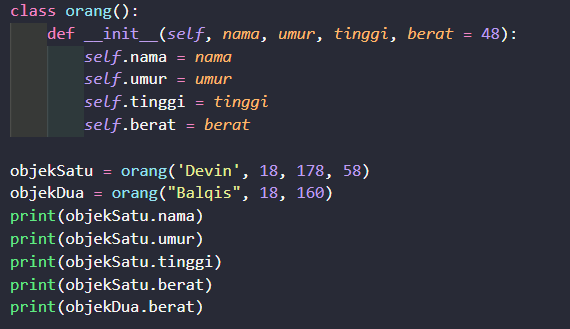 class orang():
    def __init__(self, nama, umur, tinggi, berat = 48):
        self.nama = nama
        self.umur = umur
        self.tinggi = tinggi
        self.berat = berat

objekSatu = orang('Devin', 18, 178, 58)
objekDua = orang("Balqis", 18, 160)
print(objekSatu.nama)
print(objekSatu.umur)
print(objekSatu.tinggi)
print(objekSatu.berat)
print(objekDua.berat)